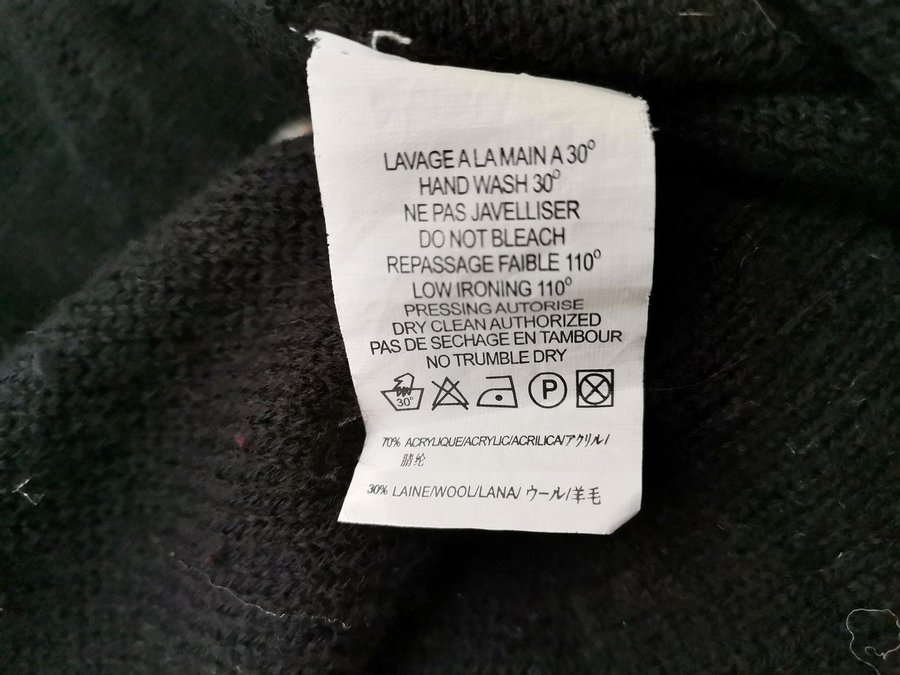 LAVAGE A LA MAIN A 30°
HAND WASH 30°
NE PAS JAVELLISER
DO NOT BLEACH
REPASSAGE FAIBLE 110°
LOW IRONING 110°
PRESSING AUTORISE
DRY CLEAN AUTHORIZED
PAS DE SECHAGE EN TAMBOUR
NO TRUMBLE DRY
30° P
70% ACRYLIQUE/ACRYLIC/ACRILICA/アクリル/
腈纶
30% LAINE/WOOL/LANA/ ウール/羊毛